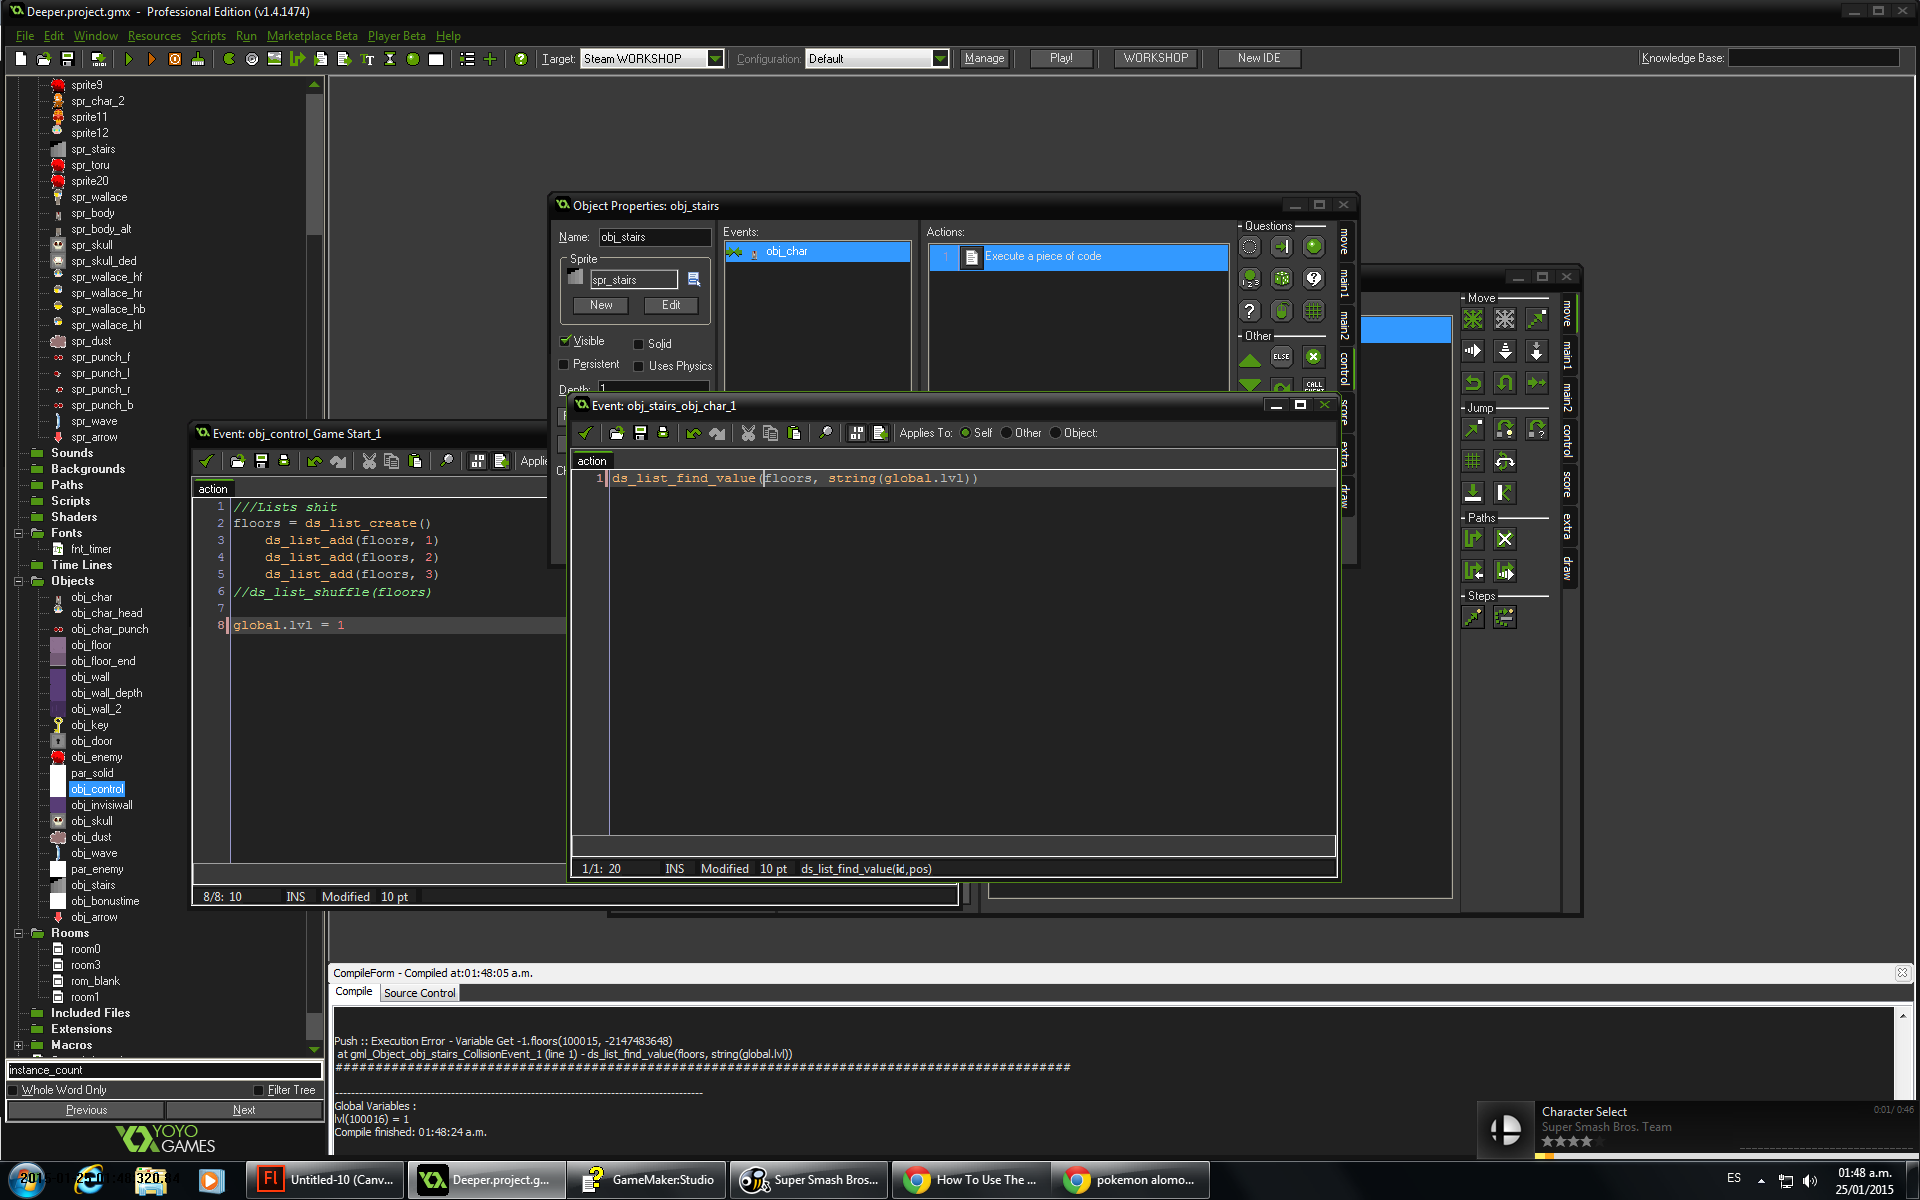 Deeper.project.gmx - Professional Edition (v1.4.1474)
File Edit Window Resources Scripts Run Marketplace Beta Player Beta Help
Target: Steam WORKSHOP Configuration: Default Manage Play! WORKSHOP New IDE Knowledge Base:
sprite9
spr_char_2
sprite11
sprite12
spr_stairs
spr_toru
sprite20
spr_wallace
spr_body
spr_body_alt
spr_skull
spr_skull_ded
spr_wallace_hf
spr_wallace_hr
spr_wallace_hb
spr_wallace_hl
spr_dust
spr_punch_f
spr_punch_l
spr_punch_r
spr_punch_b
spr_wave
spr_arrow
Sounds
Backgrounds
Paths
Scripts
Shaders
Fonts
fnt_timer
Time Lines
Objects
obj_char
obj_char_head
obj_char_punch
obj_floor
obj_floor_end
obj_wall
obj_wall_depth
obj_wall_2
obj_key
obj_door
obj_enemy
par_solid
obj_control
obj_invisiwall
obj_skull
obj_dust
obj_wave
par_enemy
obj_stairs
obj_bonustime
obj_arrow
Rooms
room0
room3
rom_blank
room1
Included Files
Extensions
Macros
instance_count
Whole Word Only Filter Tree
Previous Next
YOYO
GAMES
Object Properties: obj_stairs
Name: obj_stairs
Sprite
spr_stairs
New Edit
Visible Solid
Persistent Uses Physics
Depth: 1
Events:
obj_char
Actions:
1 Execute a piece of code
Questions
Other
ELSE
CALL
EVENT
move
main1
main2
control
score
extra
draw
Move
Jump
Paths
Steps
move
main1
main2
control
score
extra
draw
Event: obj_control_Game Start_1
Applie
action
1 ///Lists shit
2 floors = ds_list_create()
3 ds_list_add(floors, 1)
4 ds_list_add(floors, 2)
5 ds_list_add(floors, 3)
6 //ds_list_shuffle(floors)
7
8 global.lvl = 1
8/8: 10 INS Modified 10 pt
Event: obj_stairs_obj_char_1
Applies To: Self Other Object:
action
1 ds_list_find_value(floors, string(global.lvl))
1/1: 20 INS Modified 10 pt ds_list_find_value(id,pos)
CompileForm - Compiled at:01:48:05 a.m.
Compile Source Control
Push :: Execution Error - Variable Get -1.floors(100015, -2147483648)
at gml_Object_obj_stairs_CollisionEvent_1 (line 1) - ds_list_find_value(floors, string(global.lvl))
Global Variables :
lvl(100016) = 1
Compile finished: 01:48:24 a.m.
Character Select 0:01/ 0:46
Super Smash Bros. Team
Untitled-10 (Canv...
Deeper.project.g...
GameMaker:Studio
Super Smash Bros...
How To Use The ...
pokemon alomo...
ES
01:48 a.m.
25/01/2015